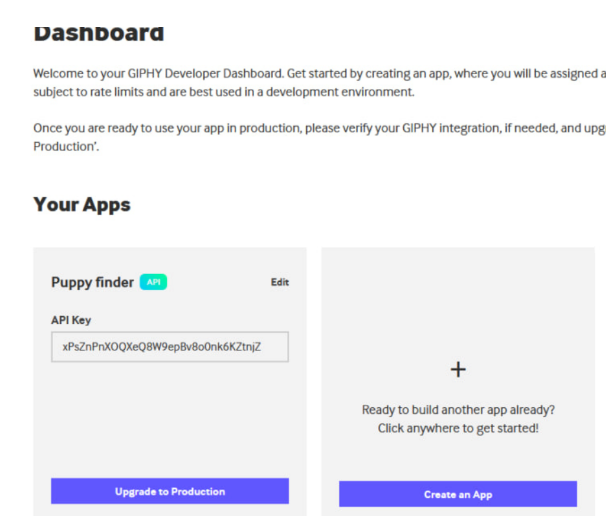 Dashboard
Welcome to your GIPHY Developer Dashboard. Get started by creating an app, where you will be assigned a
subject to rate limits and are best used in a development environment.
Once you are ready to use your app in production, please verify your GIPHY integration, if needed, and upg
Production'.
Your Apps
Puppy finder API Edit
API Key
xPsZnPnXOQXeQ8W9epBv8o0nk6KZtnjZ
Upgrade to Production
+
Ready to build another app already?
Click anywhere to get started!
Create an App